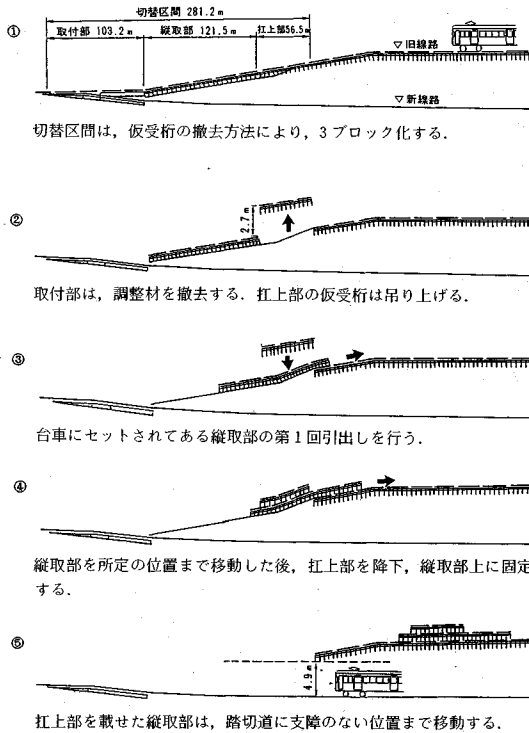 切替区間 281.2 m
①
取付部 103.2 m
縦取部 121.5 m
扛上部56.5m
▽旧線路
▽新線路
切替区間は，仮受桁の撤去方法により，3ブロック化する．
②
2.7 m
取付部は，調整材を撤去する．扛上部の仮受桁は吊り上げる．
③
台車にセットされてある縦取部の第1回引出しを行う．
④
縦取部を所定の位置まで移動した後，扛上部を降下，縦取部上に固定
する．
⑤
4.9 m
扛上部を載せた縦取部は，踏切道に支障のない位置まで移動する．